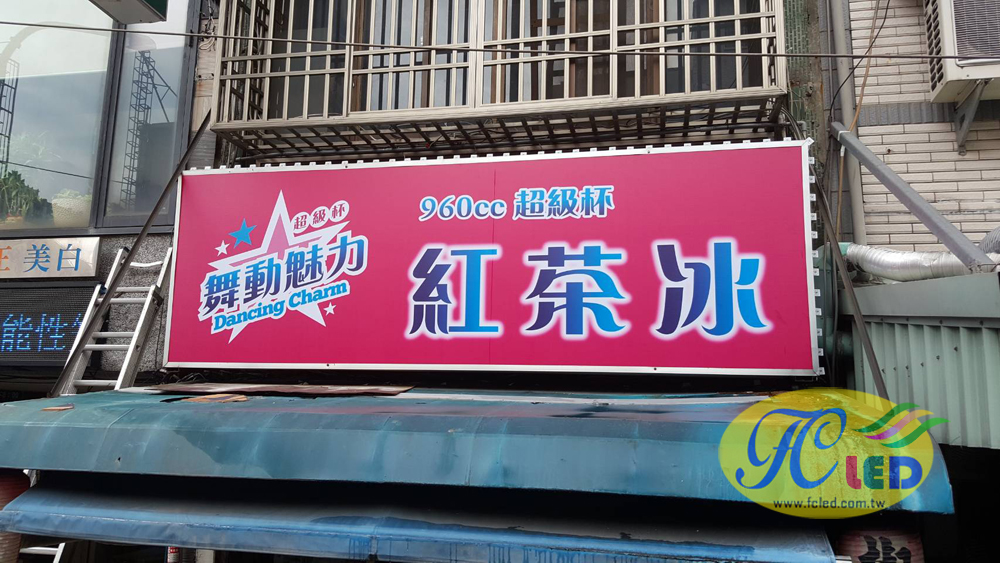 超級杯
舞動魅力
Dancing Charm
960cc 超級杯
紅茶冰
美白
能性
FC LED
www.fcled.com.tw